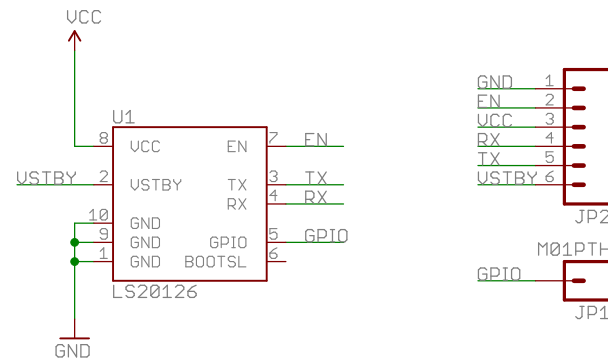 VCC
U1
8 VCC EN 7 EN
VSTBY 2 VSTBY TX 3 TX
RX 4 RX
10 GND
9 GND GPIO 5 GPIO
1 GND BOOTSL 6
LS20126
GND
GND 1
EN 2
VCC 3
RX 4
TX 5
VSTBY 6
JP2
M01PTH
GPIO
JP1